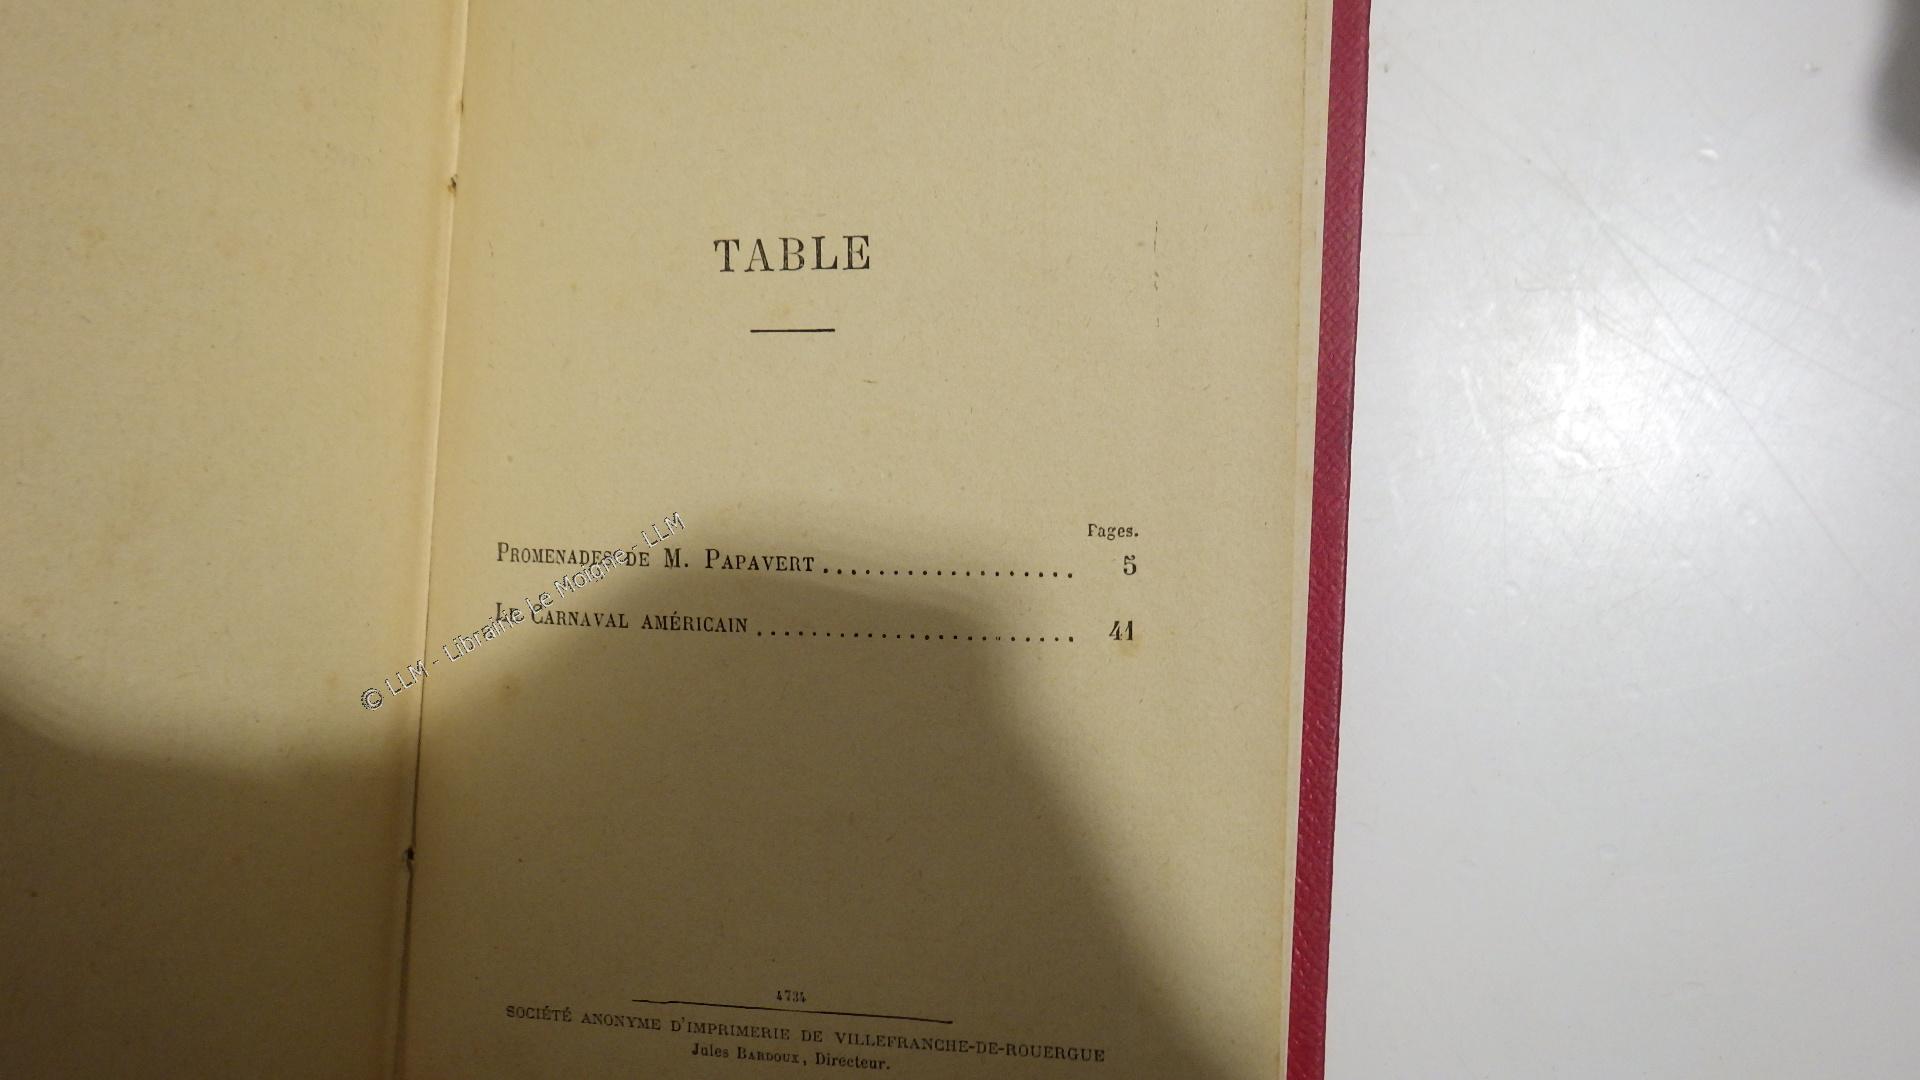 TABLE
Pages.
PROMENADES DE M. PAPAVERT .................. 5
LE CARNAVAL AMÉRICAIN ....................... 41
© LLM - Librairie Le Moigne - LLM
4734
SOCIÉTÉ ANONYME D'IMPRIMERIE DE VILLEFRANCHE-DE-ROUERGUE
Jules BARDOUX, Directeur.